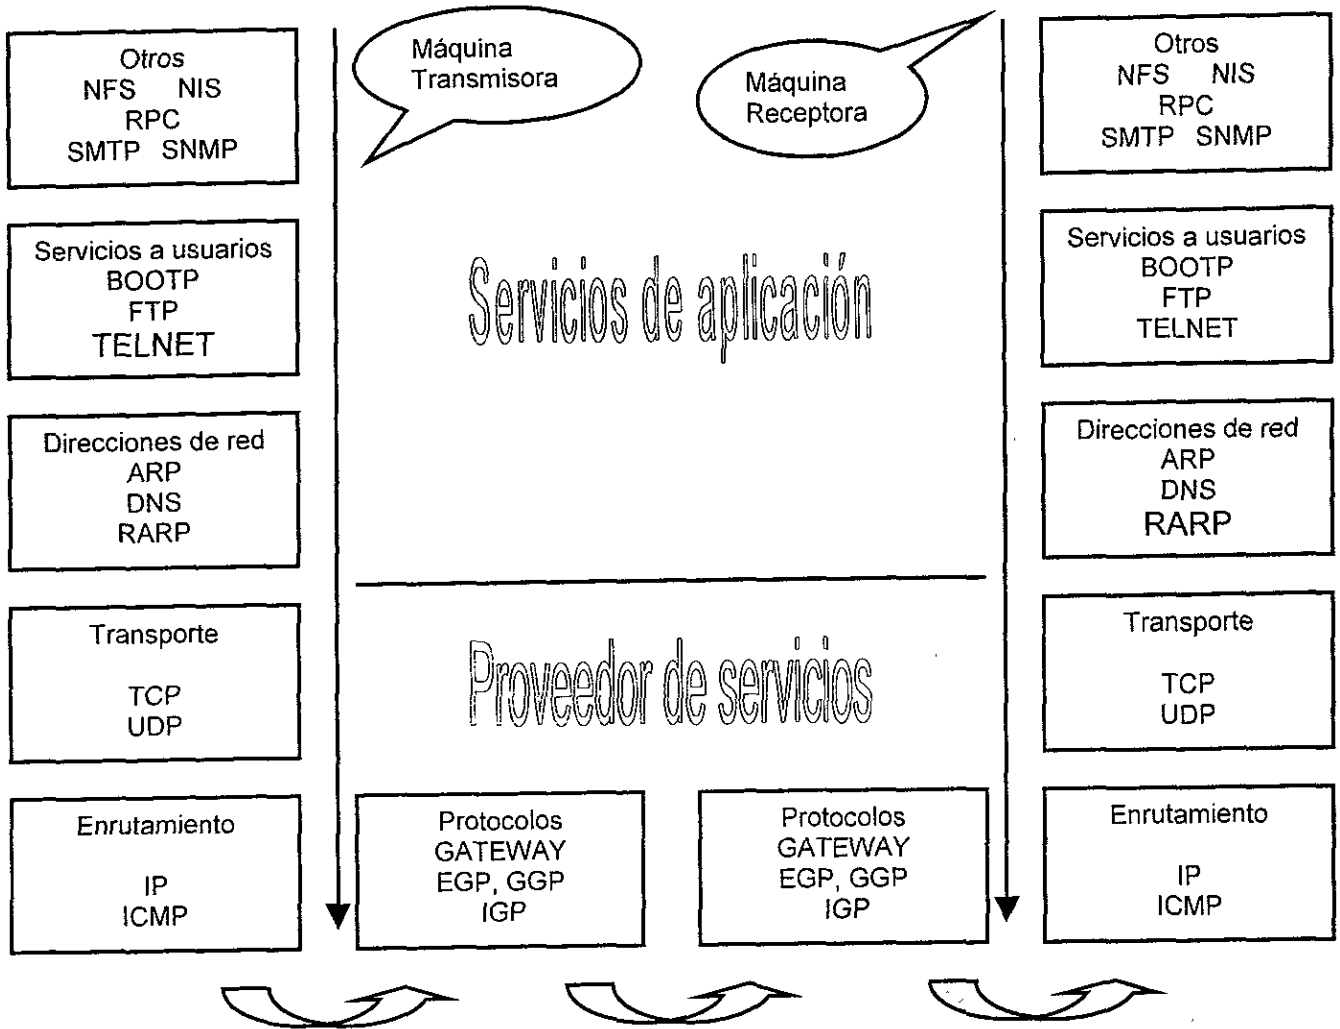 Otros
NFS NIS
RPC
SMTP SNMP
Servicios a usuarios
BOOTP
FTP
TELNET
Direcciones de red
ARP
DNS
RARP
Transporte
TCP
UDP
Enrutamiento
IP
ICMP
Máquina
Transmisora
Máquina
Receptora
Servicios de aplicación
Proveedor de servicios
Protocolos
GATEWAY
EGP, GGP
IGP
Protocolos
GATEWAY
EGP, GGP
IGP
Otros
NFS NIS
RPC
SMTP SNMP
Servicios a usuarios
BOOTP
FTP
TELNET
Direcciones de red
ARP
DNS
RARP
Transporte
TCP
UDP
Enrutamiento
IP
ICMP